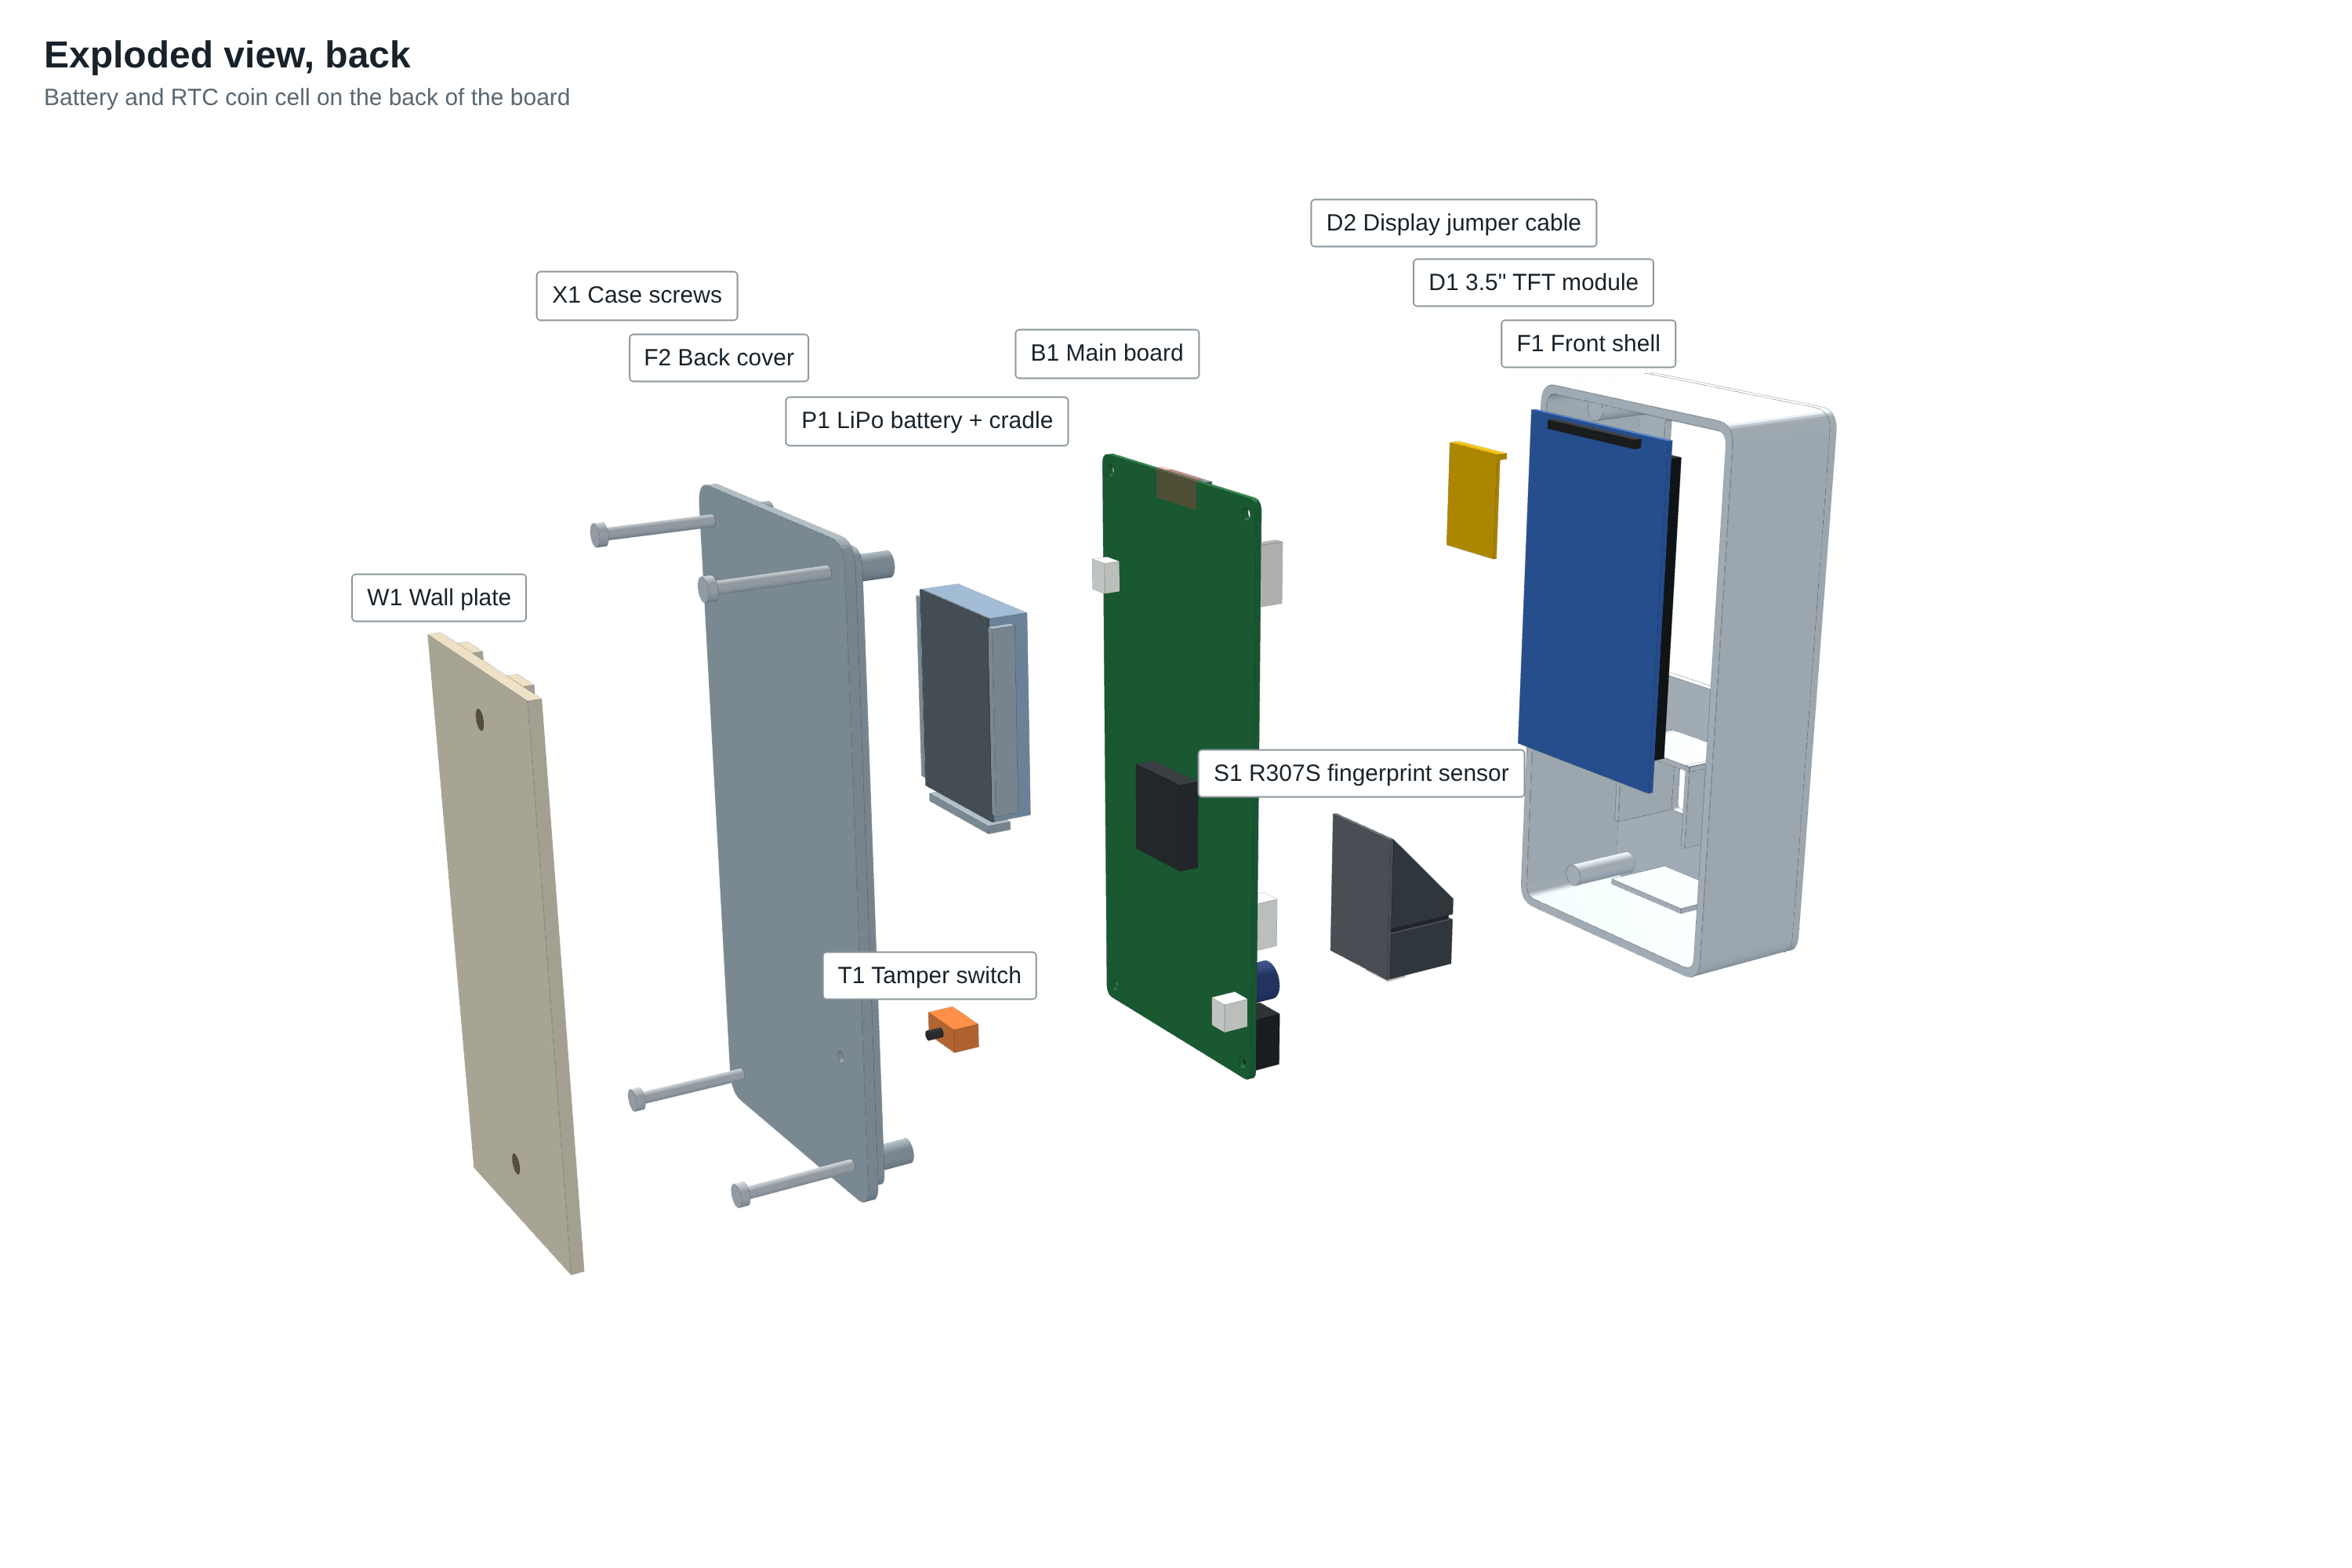 Exploded view, back
Battery and RTC coin cell on the back of the board
D2 Display jumper cable
D1 3.5" TFT module
X1 Case screws
F1 Front shell
F2 Back cover
B1 Main board
P1 LiPo battery + cradle
W1 Wall plate
S1 R307S fingerprint sensor
T1 Tamper switch